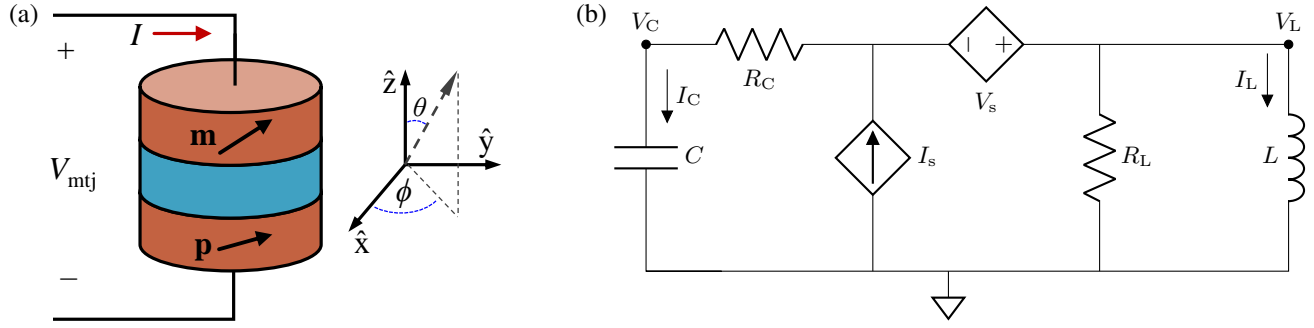 (a)
I
+
m
V_mtj
p
−
ẑ
θ
ŷ
ϕ
x̂
(b)
V_C
R_C
I_C
C
I_s
− +
V_s
R_L
V_L
I_L
L